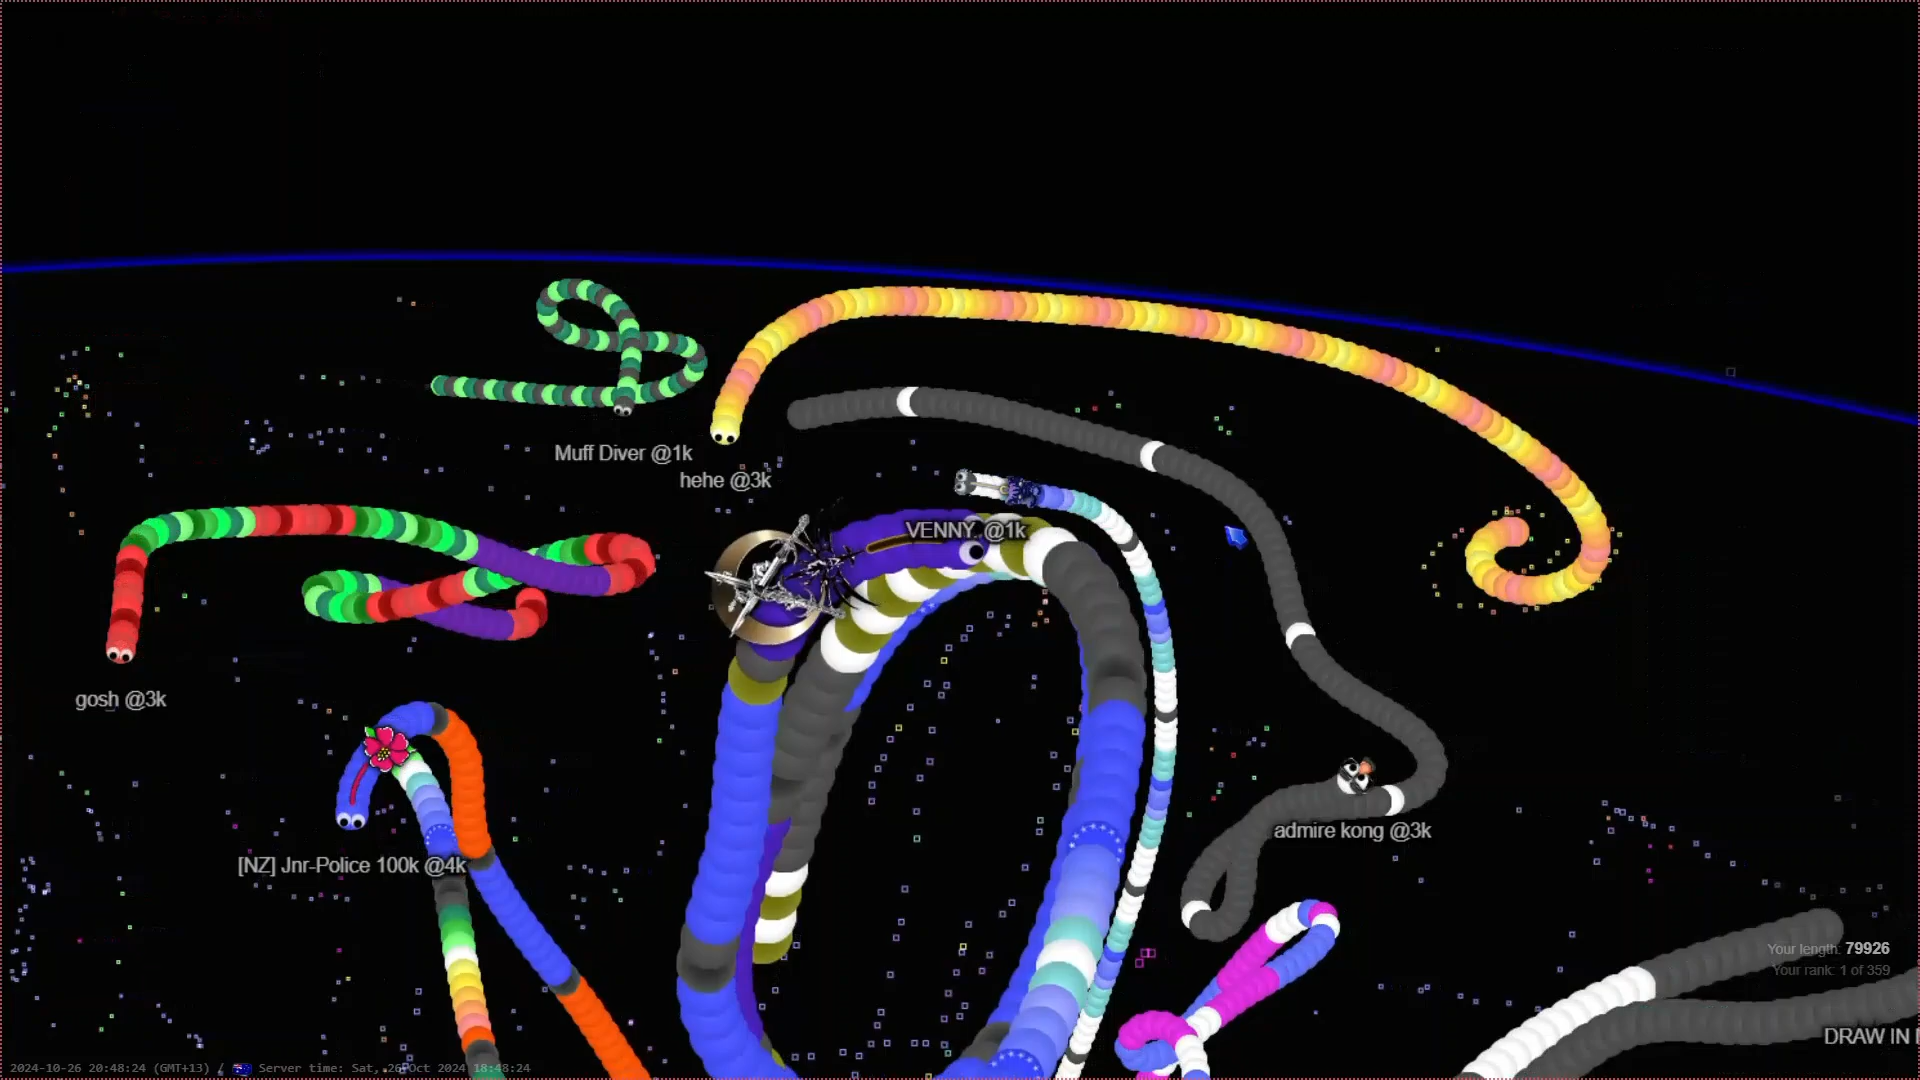 Muff Diver @1k
hehe @3k
VENNY. @1k
gosh @3k
admire kong @3k
[NZ] Jnr-Police 100k @4k
Your length: 79926
Your rank: 1 of 359
DRAW IN
2024-10-26 20:48:24 (GMT+13) / Server time: Sat, 26 Oct 2024 18:48:24